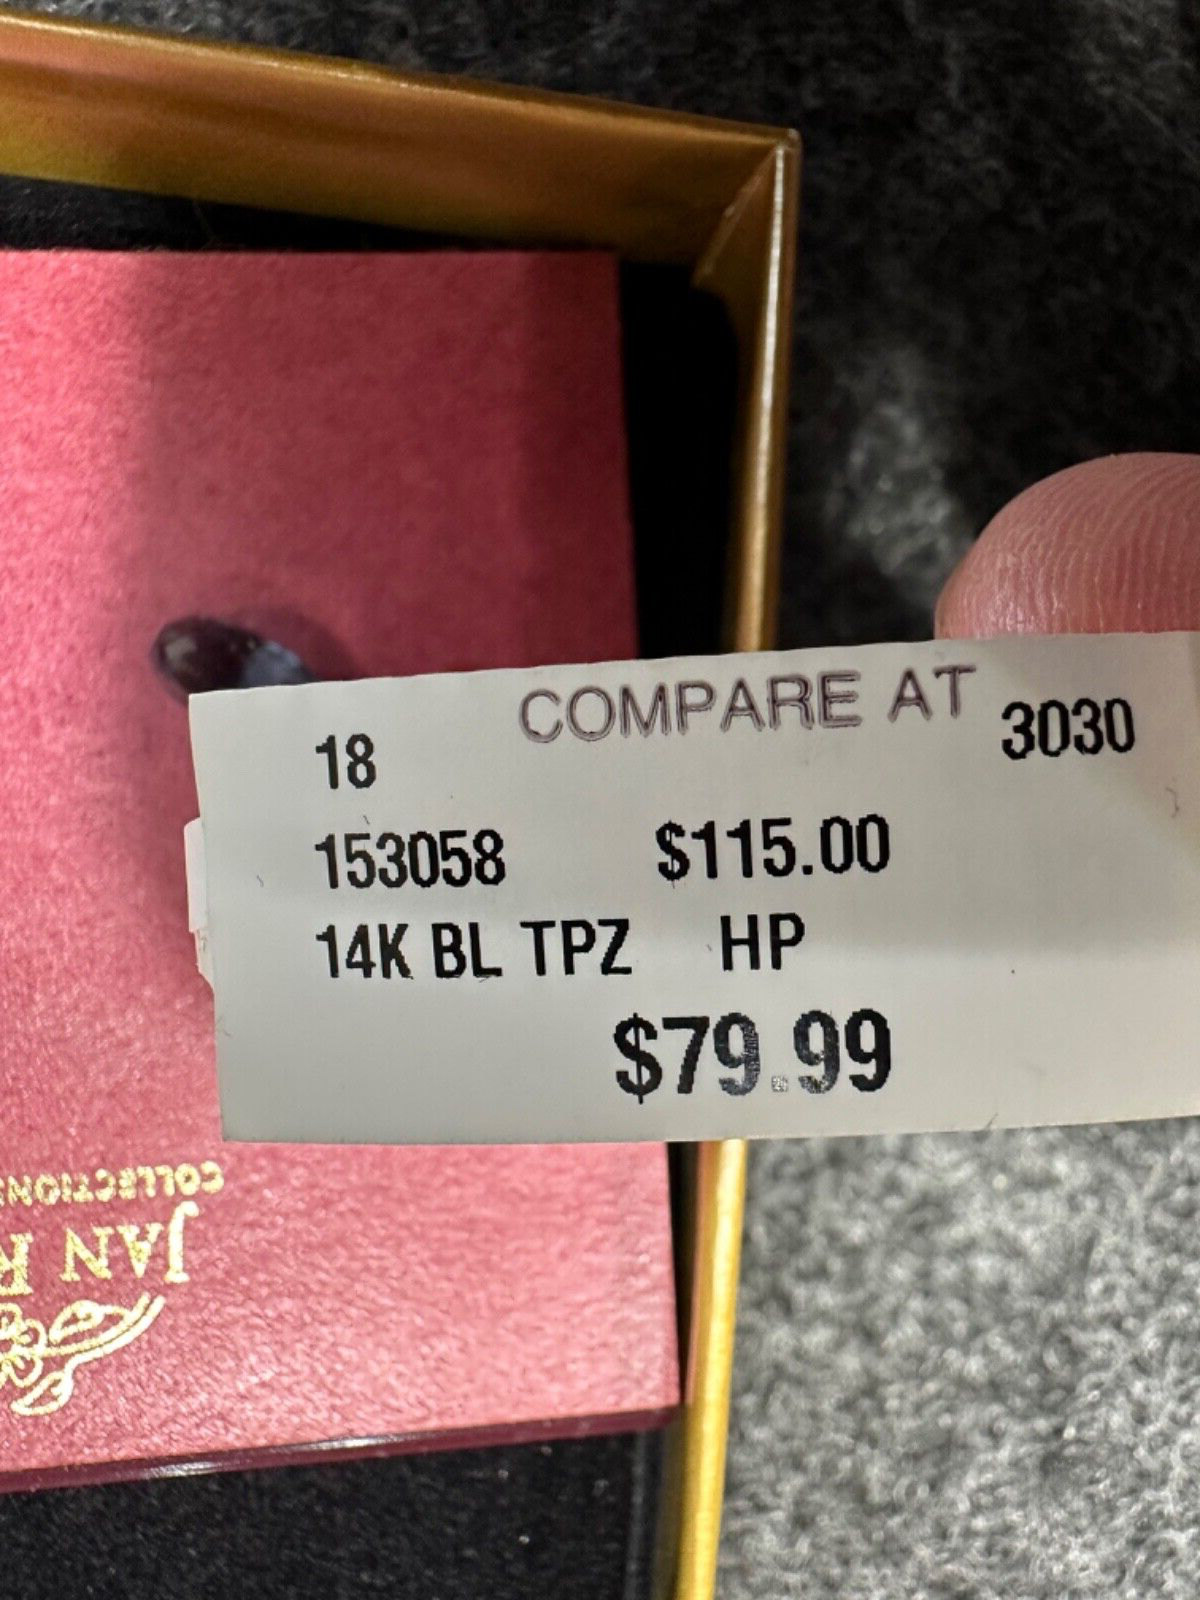 COMPARE AT
18 3030
153058 $115.00
14K BL TPZ HP
$79.99
COLLECTION
JAN